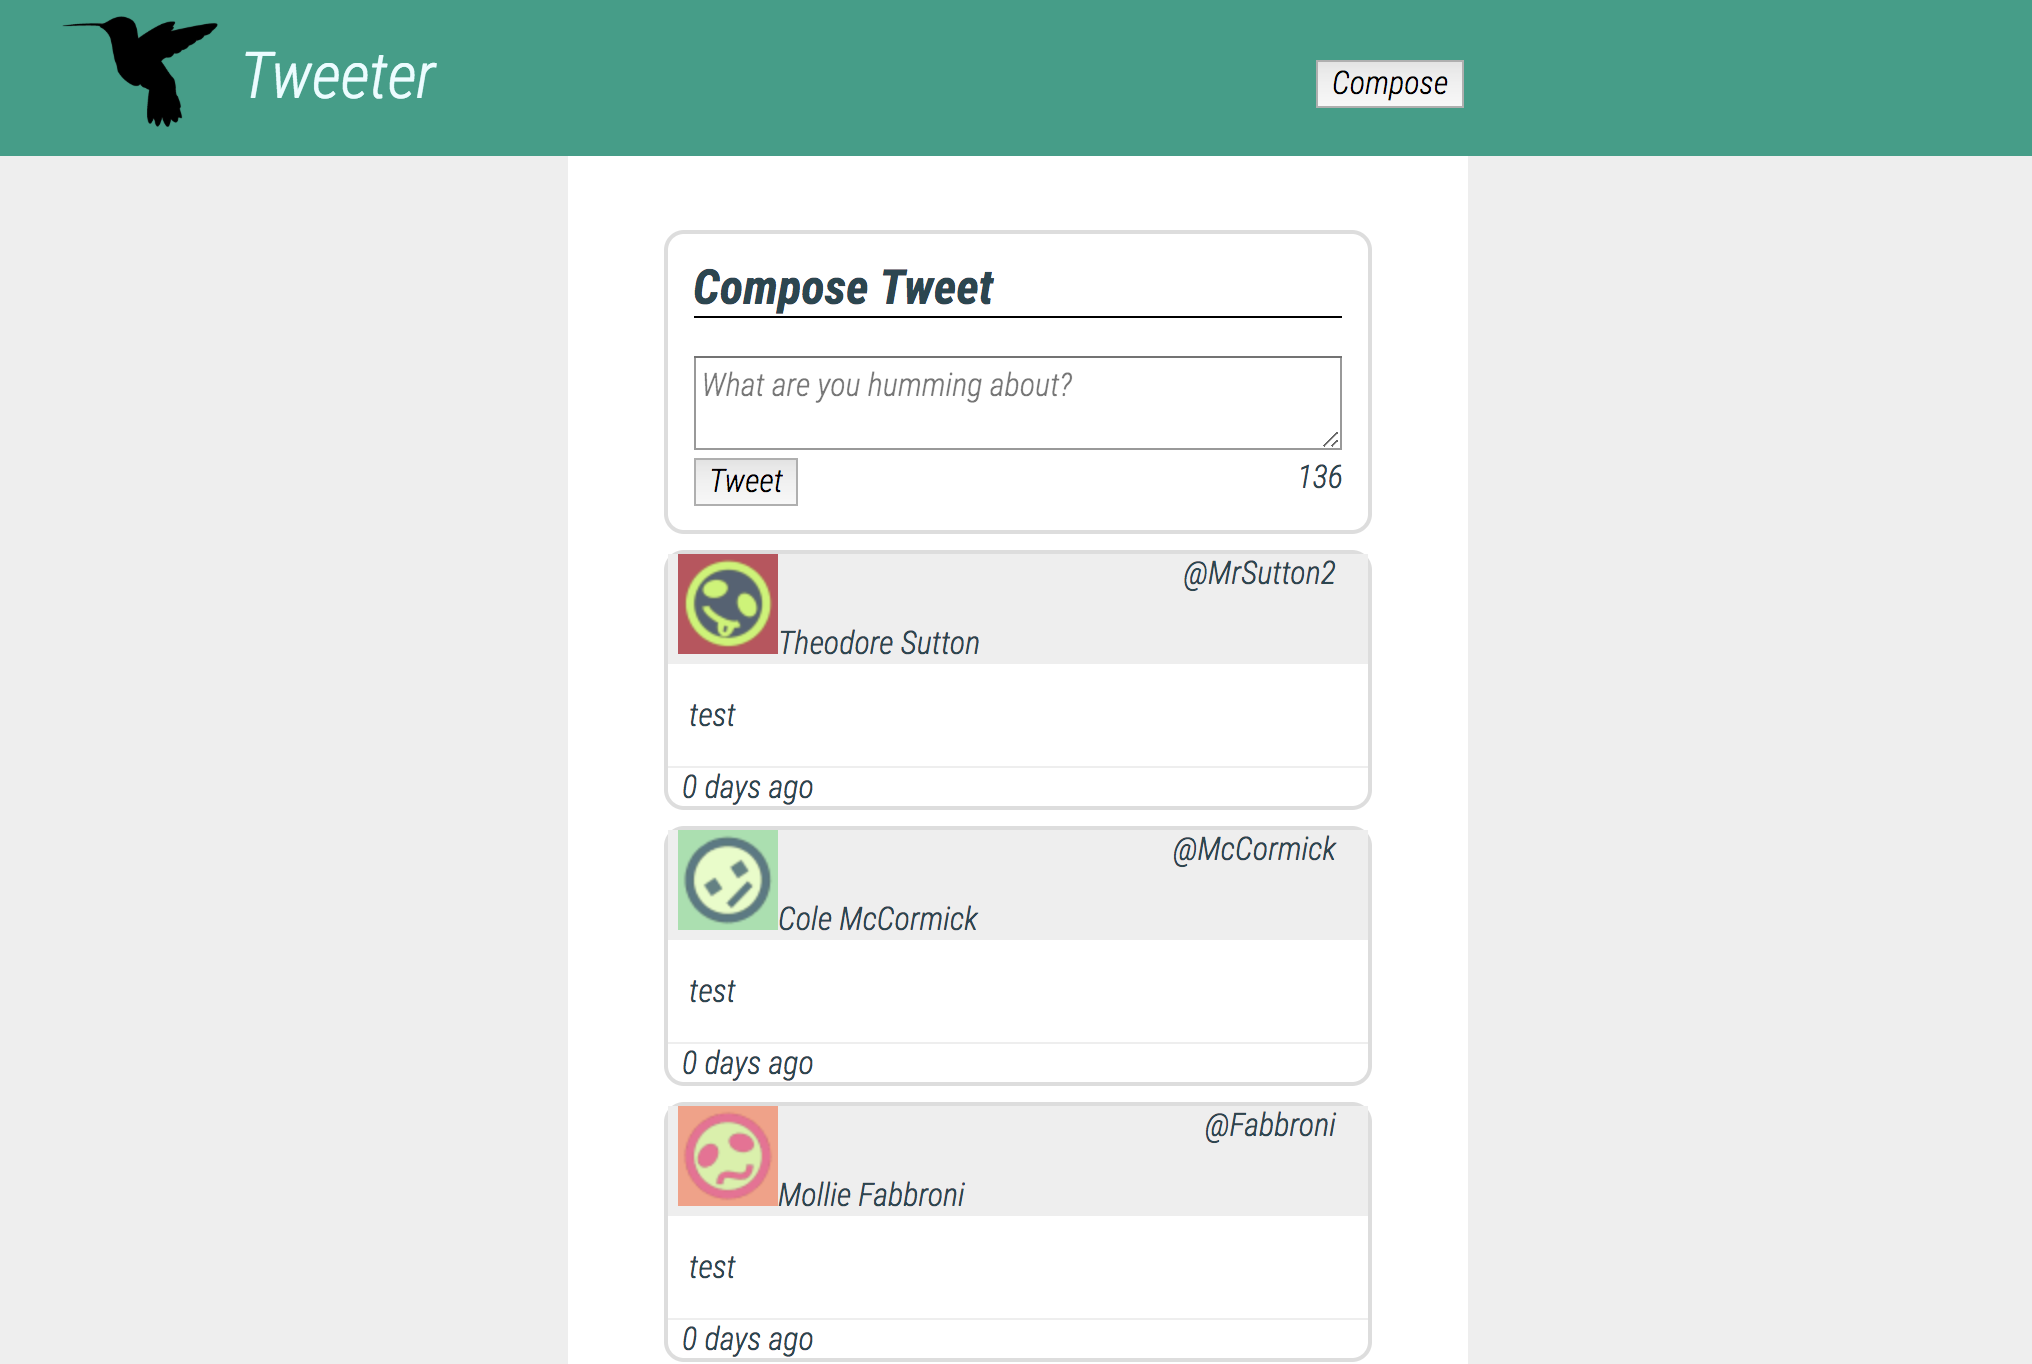 Tweeter
Compose
Compose Tweet
What are you humming about?
Tweet
136
@MrSutton2
Theodore Sutton
test
0 days ago
@McCormick
Cole McCormick
test
0 days ago
@Fabbroni
Mollie Fabbroni
test
0 days ago